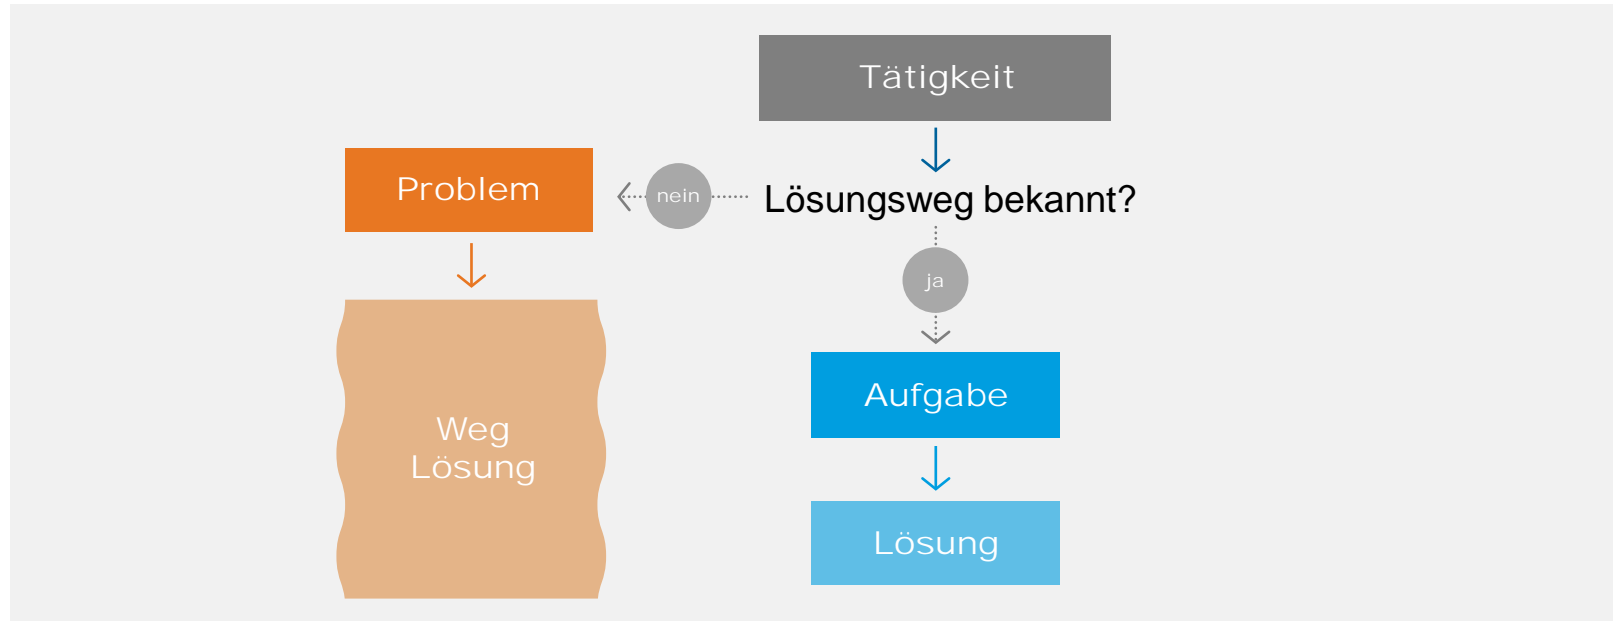 Tätigkeit
Problem
nein
Lösungsweg bekannt?
ja
Aufgabe
Weg
Lösung
Lösung